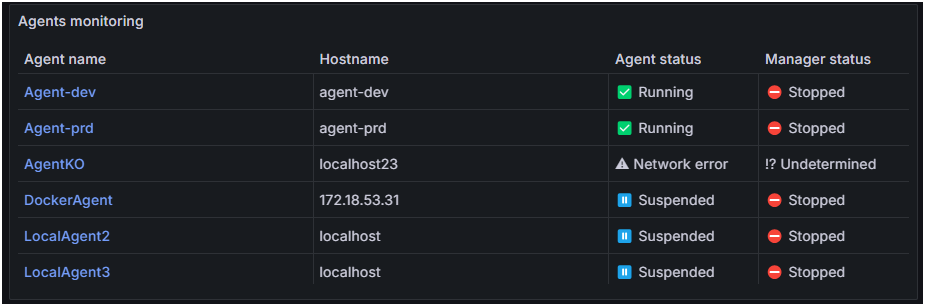 Agents monitoring
Agent name Hostname Agent status Manager status
Agent-dev agent-dev ✅ Running ⛔ Stopped
Agent-prd agent-prd ✅ Running ⛔ Stopped
AgentKO localhost23 ⚠ Network error !? Undetermined
DockerAgent 172.18.53.31 ⏸ Suspended ⛔ Stopped
LocalAgent2 localhost ⏸ Suspended ⛔ Stopped
LocalAgent3 localhost ⏸ Suspended ⛔ Stopped